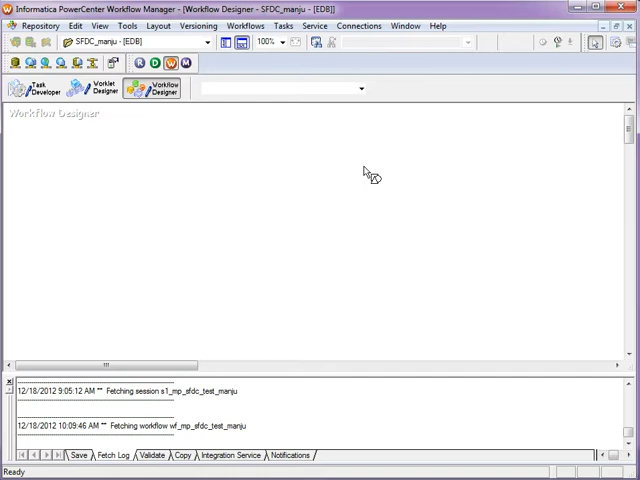 Informatica PowerCenter Workflow Manager - [Workflow Designer - SFDC_manju - [EDB]]
Repository Edit View Tools Layout Versioning Workflows Tasks Service Connections Window Help
SFDC_manju - [EDB] 100%
R D W M
Task Developer
Worklet Designer
Workflow Designer
Workflow Designer
12/18/2012 9:05:12 AM ** Fetching session s1_mp_sfdc_test_manju
12/18/2012 10:09:46 AM ** Fetching workflow wf_mp_sfdc_test_manju
Save Fetch Log Validate Copy Integration Service Notifications
Ready